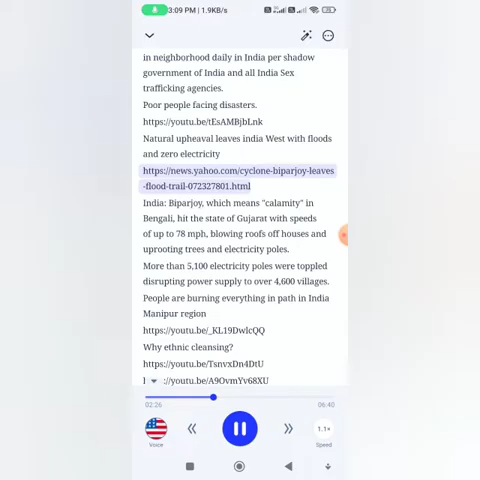 3:09 PM | 1.9KB/s
in neighborhood daily in India per shadow
government of India and all India Sex
trafficking agencies.
Poor people facing disasters.
https://youtu.be/tEsAMBjbLnk
Natural upheaval leaves india West with floods
and zero electricity
https://news.yahoo.com/cyclone-biparjoy-leaves
-flood-trail-072327801.html
India: Biparjoy, which means "calamity" in
Bengali, hit the state of Gujarat with speeds
of up to 78 mph, blowing roofs off houses and
uprooting trees and electricity poles.
More than 5,100 electricity poles were toppled
disrupting power supply to over 4,600 villages.
People are burning everything in path in India
Manipur region
https://youtu.be/_KL19DwlcQQ
Why ethnic cleansing?
https://youtu.be/TsnvxDn4DtU
://youtu.be/A9OvmYv68XU
02:26
06:40
1.1×
Voice
Speed